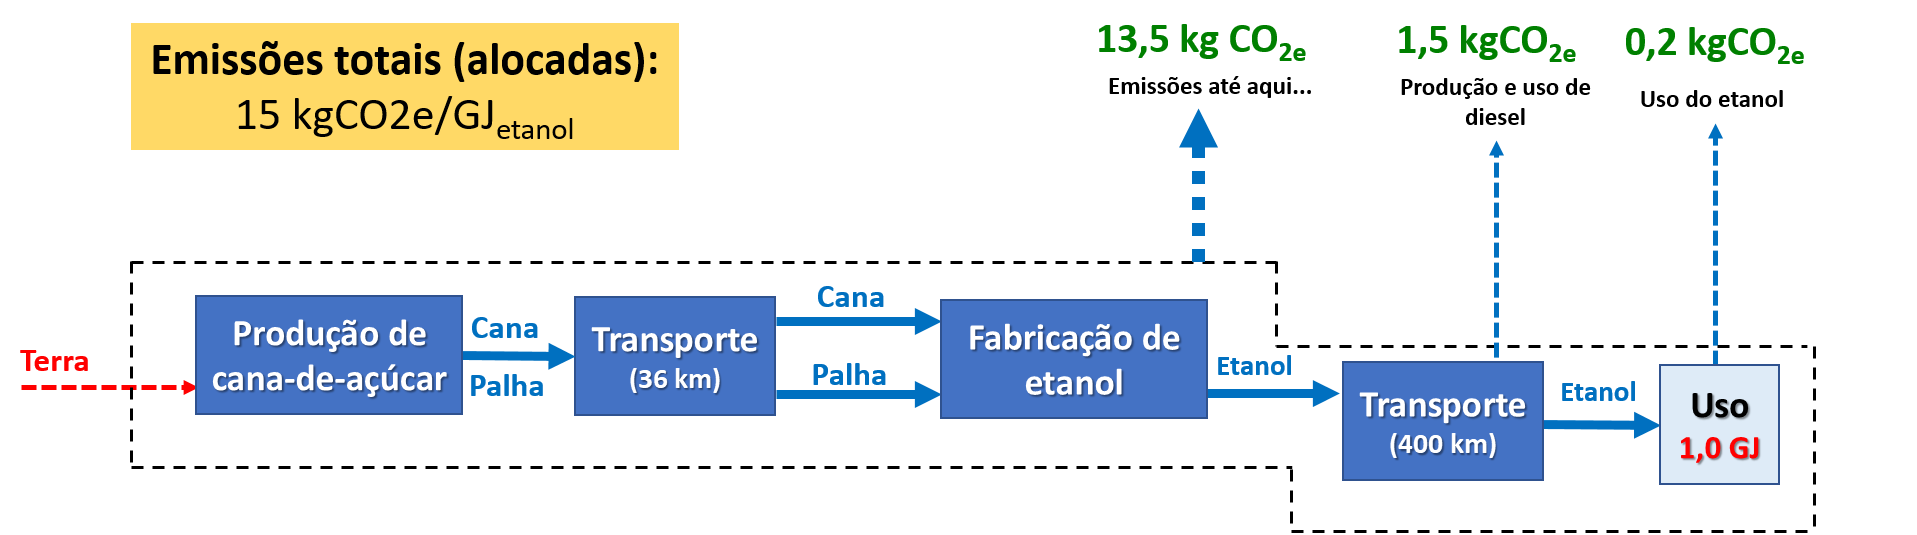 Emissões totais (alocadas):
15 kgCO2e/GJetanol
13,5 kg CO2e
Emissões até aqui...
1,5 kgCO2e
Produção e uso de
diesel
0,2 kgCO2e
Uso do etanol
Terra
Produção de
cana-de-açúcar
Cana
Palha
Transporte
(36 km)
Cana
Palha
Fabricação de
etanol
Etanol
Transporte
(400 km)
Etanol
Uso
1,0 GJ